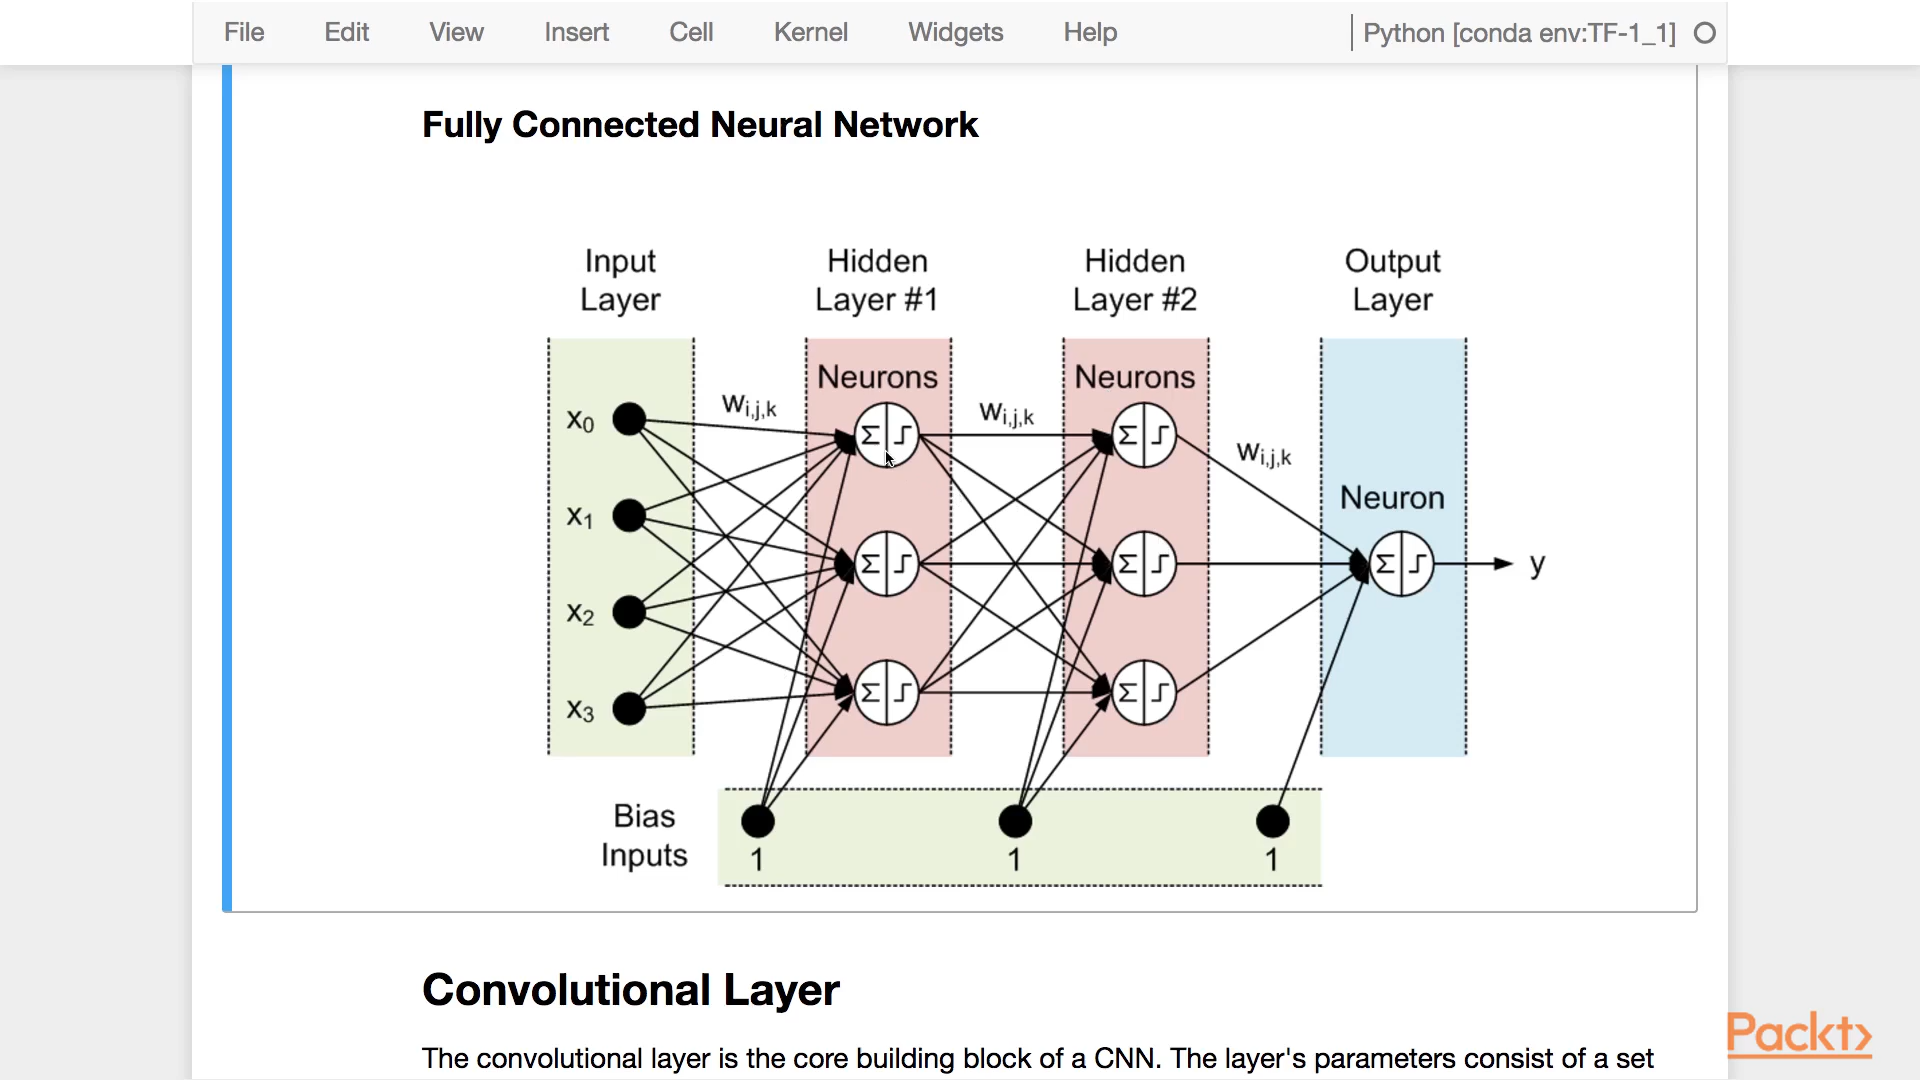 File Edit View Insert Cell Kernel Widgets Help Python [conda env:TF-1_1]
Fully Connected Neural Network
Input Layer
Hidden Layer #1
Hidden Layer #2
Output Layer
Neurons
Neurons
Neuron
x0
x1
x2
x3
wi,j,k
wi,j,k
wi,j,k
Σ
Σ
Σ
Σ
Σ
Σ
Σ
y
Bias Inputs
1
1
1
Convolutional Layer
The convolutional layer is the core building block of a CNN. The layer's parameters consist of a set
Packt>